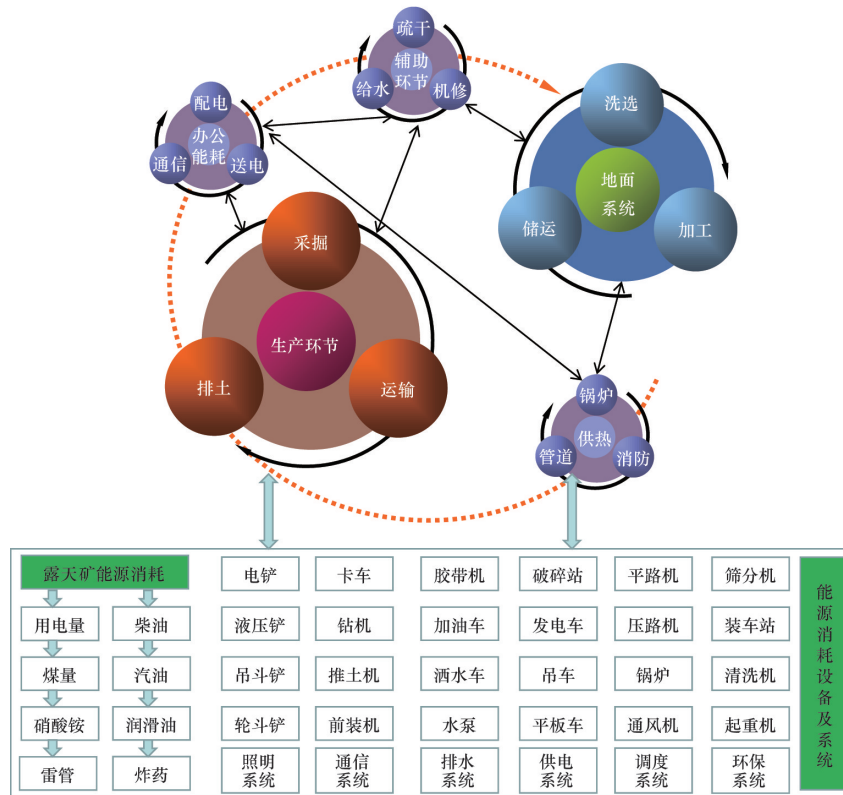 疏干
辅助
环节
给水
机修
配电
办公
能耗
通信
送电
洗选
地面
系统
储运
加工
采掘
生产环节
排土
运输
锅炉
供热
管道
消防
露天矿能源消耗
用电量
柴油
煤量
汽油
硝酸铵
润滑油
雷管
炸药
电铲
卡车
胶带机
破碎站
平路机
筛分机
液压铲
钻机
加油车
发电车
压路机
装车站
吊斗铲
推土机
洒水车
吊车
锅炉
清洗机
轮斗铲
前装机
水泵
平板车
通风机
起重机
照明
系统
通信
系统
排水
系统
供电
系统
调度
系统
环保
系统
能源消耗设备及系统